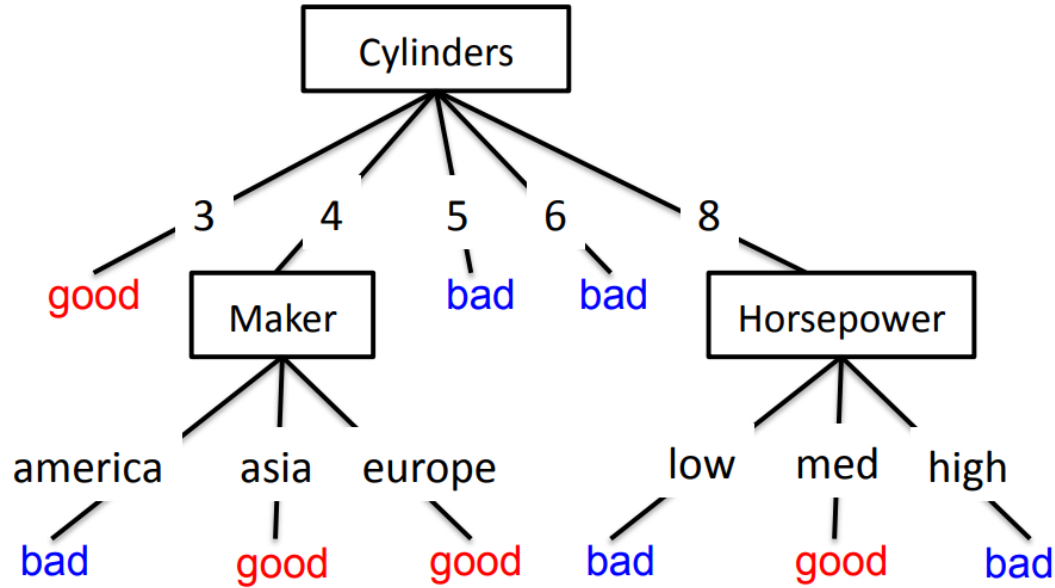 Cylinders
3 4 5 6 8
good bad bad
Maker Horsepower
america asia europe low med high
bad good good bad good bad